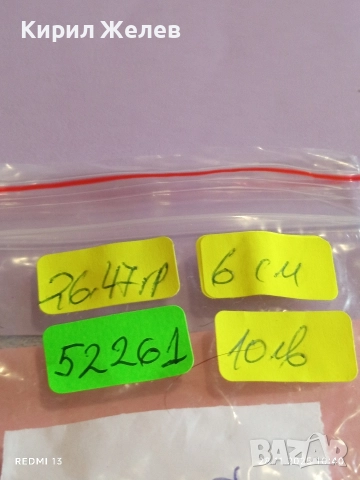 Кирил Желев
26.47гр
6 см
52261
10лв
REDMI 13
BAZAR